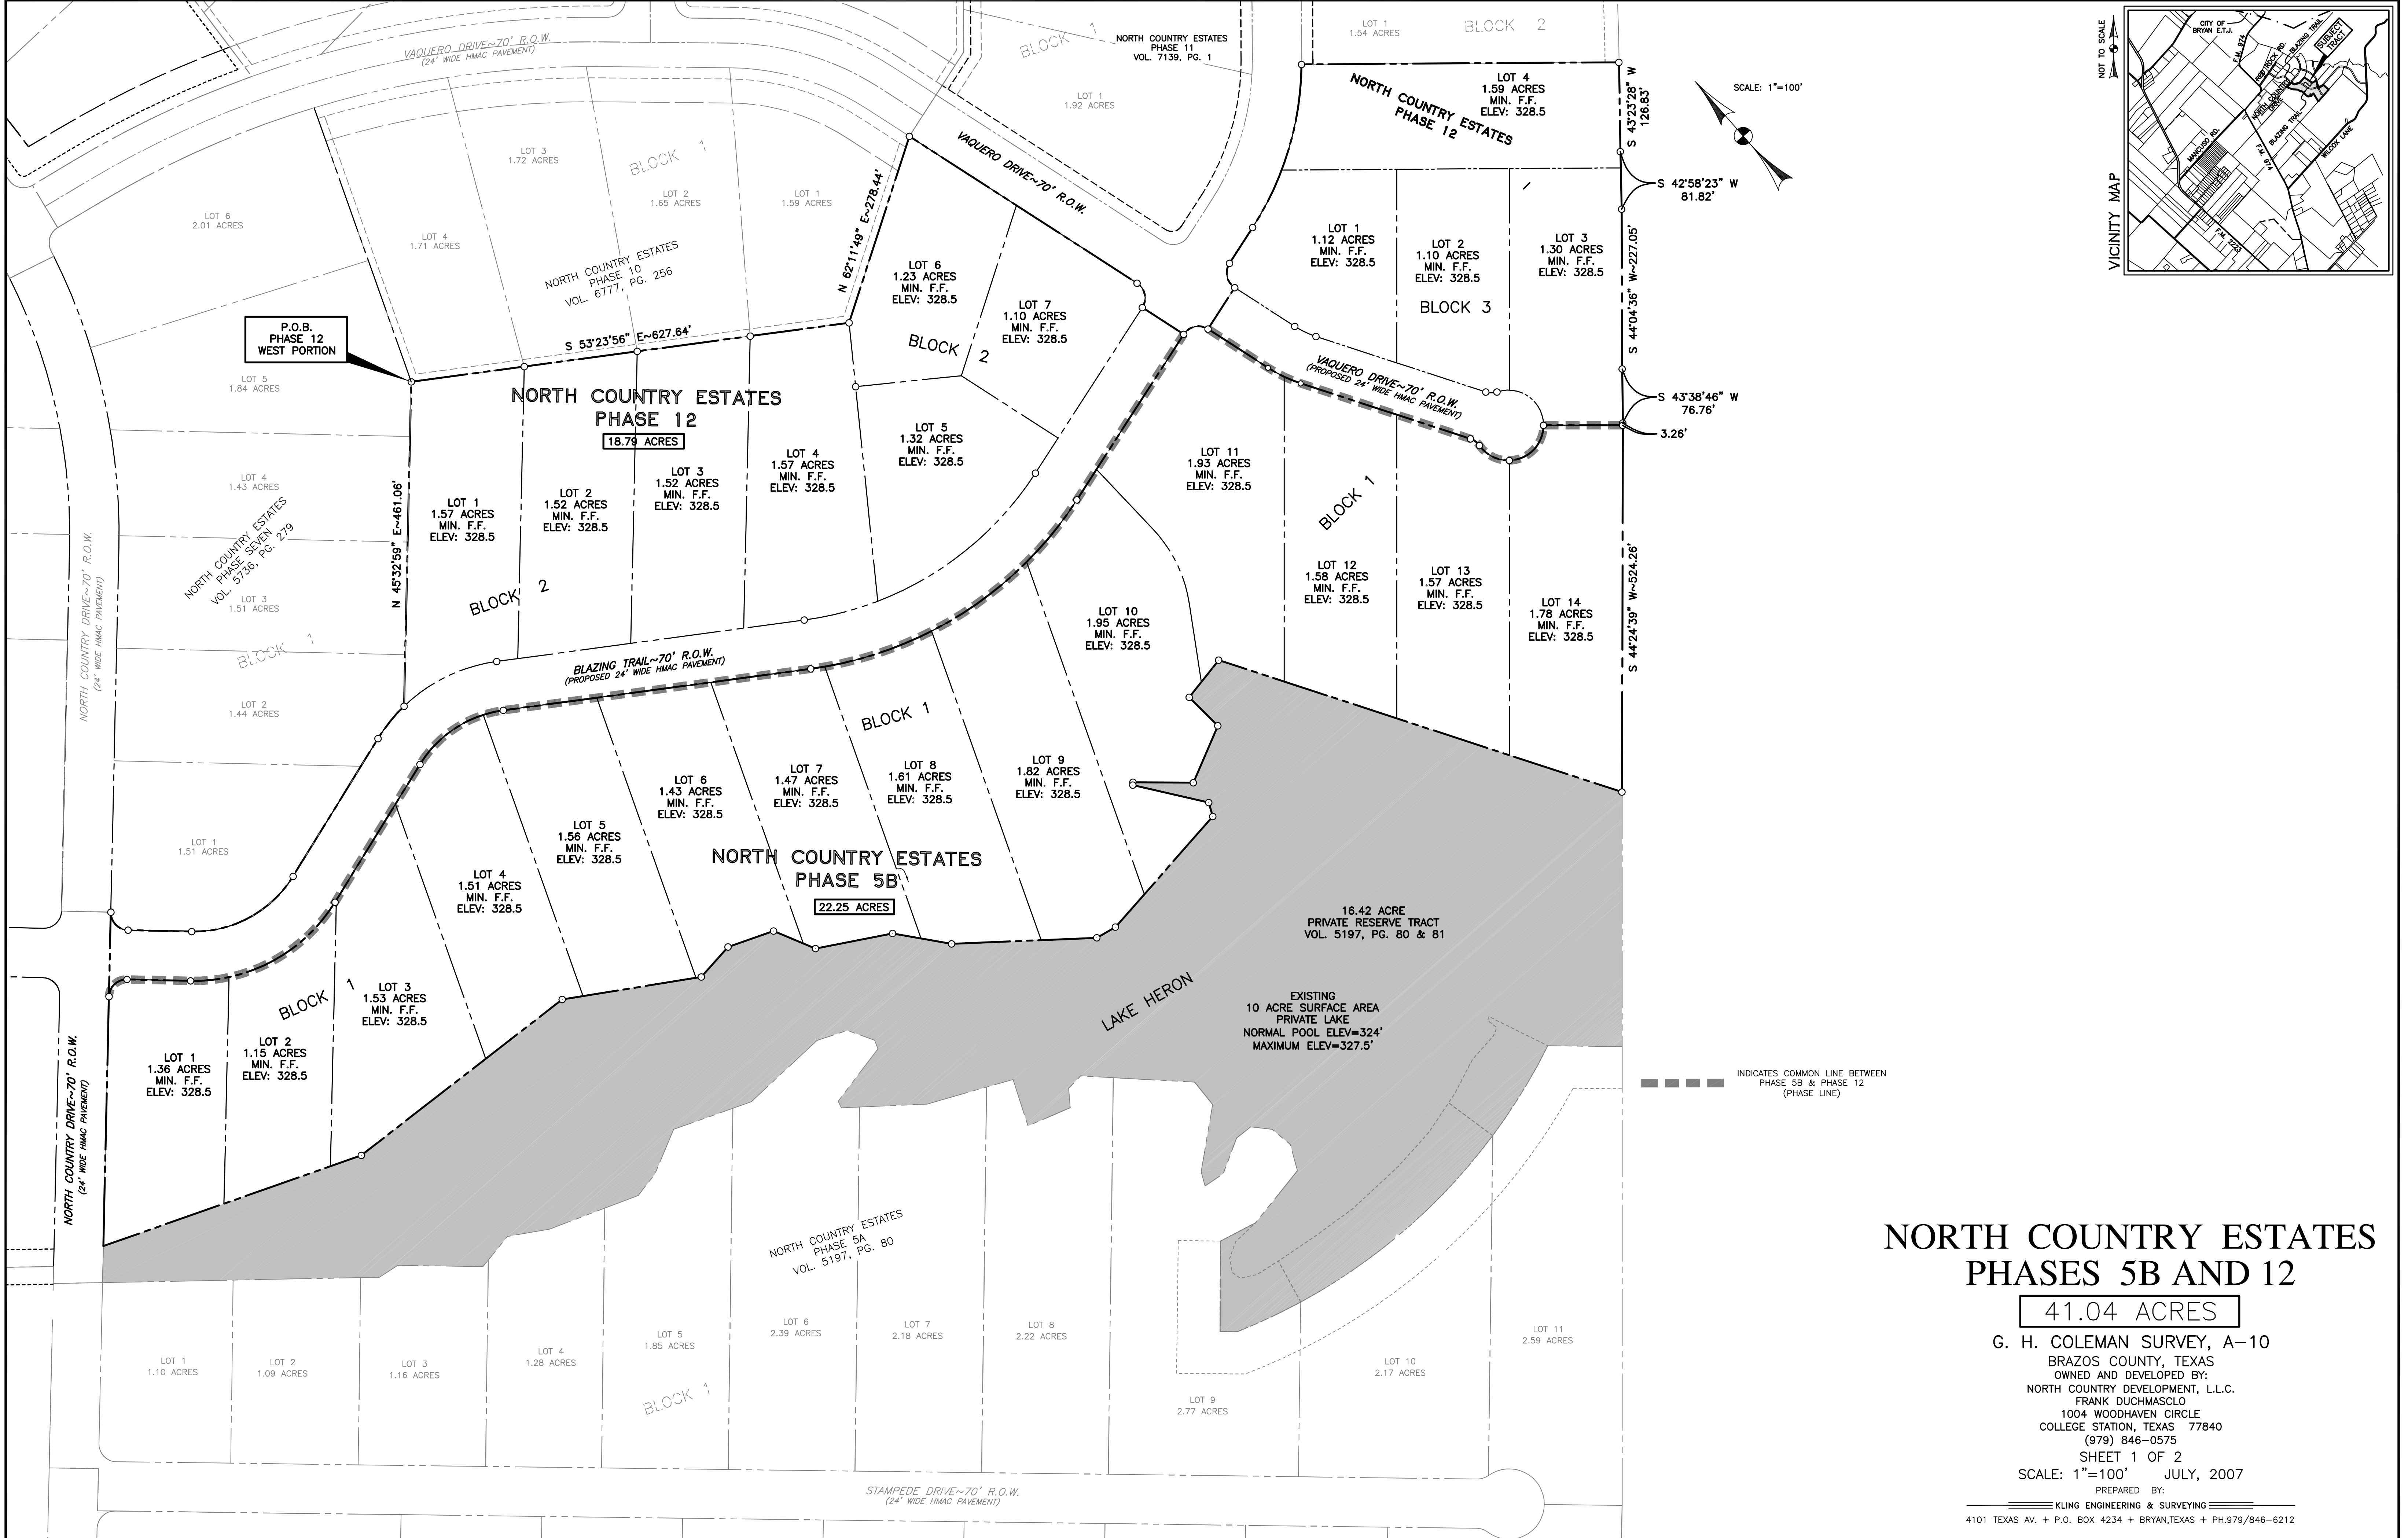 VAQUERO DRIVE~70' R.O.W.
(24' WIDE HMAC PAVEMENT)
BLOCK 1
NORTH COUNTRY ESTATES
PHASE 11
VOL. 7139, PG. 1
LOT 1
1.92 ACRES
LOT 1
1.54 ACRES
BLOCK 2
NORTH COUNTRY ESTATES
PHASE 12
LOT 4
1.59 ACRES
MIN. F.F.
ELEV: 328.5
S 43°23'28" W
126.83'
SCALE: 1"=100'
S 42°58'23" W
81.82'
S 44°04'36" W~227.05'
S 43°38'46" W
76.76'
3.26'
S 44°24'39" W~524.26'
NOT TO SCALE
VICINITY MAP
CITY OF
BRYAN E.T.J.
F.M. 974
RED ROCK RD.
BLAZING TRAIL
SUBJECT
TRACT
NORTH COUNTRY
DRIVE
BLAZING TRAIL
MANCUSO RD.
F.M. 974
WILCOX LANE
F.M. 2223
LOT 6
2.01 ACRES
LOT 4
1.71 ACRES
LOT 3
1.72 ACRES
BLOCK 1
LOT 2
1.65 ACRES
LOT 1
1.59 ACRES
NORTH COUNTRY ESTATES
PHASE 10
VOL. 6777, PG. 256
N 62°11'49" E~278.44'
VAQUERO DRIVE~70' R.O.W.
P.O.B.
PHASE 12
WEST PORTION
S 53°23'56" E~627.64'
NORTH COUNTRY ESTATES
PHASE 12
18.79 ACRES
LOT 6
1.23 ACRES
MIN. F.F.
ELEV: 328.5
LOT 7
1.10 ACRES
MIN. F.F.
ELEV: 328.5
BLOCK 2
LOT 5
1.32 ACRES
MIN. F.F.
ELEV: 328.5
LOT 4
1.57 ACRES
MIN. F.F.
ELEV: 328.5
LOT 3
1.52 ACRES
MIN. F.F.
ELEV: 328.5
LOT 2
1.52 ACRES
MIN. F.F.
ELEV: 328.5
LOT 1
1.57 ACRES
MIN. F.F.
ELEV: 328.5
N 45°32'59" E~461.06'
BLOCK 2
LOT 1
1.12 ACRES
MIN. F.F.
ELEV: 328.5
LOT 2
1.10 ACRES
MIN. F.F.
ELEV: 328.5
LOT 3
1.30 ACRES
MIN. F.F.
ELEV: 328.5
BLOCK 3
VAQUERO DRIVE~70' R.O.W.
(PROPOSED 24' WIDE HMAC PAVEMENT)
LOT 5
1.84 ACRES
LOT 4
1.43 ACRES
NORTH COUNTRY ESTATES
PHASE SEVEN
VOL. 5736, PG. 279
LOT 3
1.51 ACRES
BLOCK 1
LOT 2
1.44 ACRES
LOT 1
1.51 ACRES
NORTH COUNTRY DRIVE~70' R.O.W.
(24' WIDE HMAC PAVEMENT)
BLAZING TRAIL~70' R.O.W.
(PROPOSED 24' WIDE HMAC PAVEMENT)
LOT 11
1.93 ACRES
MIN. F.F.
ELEV: 328.5
BLOCK 1
LOT 12
1.58 ACRES
MIN. F.F.
ELEV: 328.5
LOT 13
1.57 ACRES
MIN. F.F.
ELEV: 328.5
LOT 14
1.78 ACRES
MIN. F.F.
ELEV: 328.5
LOT 10
1.95 ACRES
MIN. F.F.
ELEV: 328.5
BLOCK 1
LOT 9
1.82 ACRES
MIN. F.F.
ELEV: 328.5
LOT 8
1.61 ACRES
MIN. F.F.
ELEV: 328.5
LOT 7
1.47 ACRES
MIN. F.F.
ELEV: 328.5
LOT 6
1.43 ACRES
MIN. F.F.
ELEV: 328.5
LOT 5
1.56 ACRES
MIN. F.F.
ELEV: 328.5
LOT 4
1.51 ACRES
MIN. F.F.
ELEV: 328.5
NORTH COUNTRY ESTATES
PHASE 5B
22.25 ACRES
LOT 3
1.53 ACRES
MIN. F.F.
ELEV: 328.5
BLOCK 1
LOT 2
1.15 ACRES
MIN. F.F.
ELEV: 328.5
LOT 1
1.36 ACRES
MIN. F.F.
ELEV: 328.5
NORTH COUNTRY DRIVE~70' R.O.W.
(24' WIDE HMAC PAVEMENT)
16.42 ACRE
PRIVATE RESERVE TRACT
VOL. 5197, PG. 80 & 81
LAKE HERON
EXISTING
10 ACRE SURFACE AREA
PRIVATE LAKE
NORMAL POOL ELEV=324'
MAXIMUM ELEV=327.5'
INDICATES COMMON LINE BETWEEN
PHASE 5B & PHASE 12
(PHASE LINE)
NORTH COUNTRY ESTATES
PHASE 5A
VOL. 5197, PG. 80
LOT 1
1.10 ACRES
LOT 2
1.09 ACRES
LOT 3
1.16 ACRES
LOT 4
1.28 ACRES
LOT 5
1.85 ACRES
LOT 6
2.39 ACRES
LOT 7
2.18 ACRES
LOT 8
2.22 ACRES
LOT 9
2.77 ACRES
LOT 10
2.17 ACRES
LOT 11
2.59 ACRES
BLOCK 1
STAMPEDE DRIVE~70' R.O.W.
(24' WIDE HMAC PAVEMENT)
NORTH COUNTRY ESTATES
PHASES 5B AND 12
41.04 ACRES
G. H. COLEMAN SURVEY, A-10
BRAZOS COUNTY, TEXAS
OWNED AND DEVELOPED BY:
NORTH COUNTRY DEVELOPMENT, L.L.C.
FRANK DUCHMASCLO
1004 WOODHAVEN CIRCLE
COLLEGE STATION, TEXAS 77840
(979) 846-0575
SHEET 1 OF 2
SCALE: 1"=100' JULY, 2007
PREPARED BY:
KLING ENGINEERING & SURVEYING
4101 TEXAS AV. + P.O. BOX 4234 + BRYAN,TEXAS + PH.979/846-6212